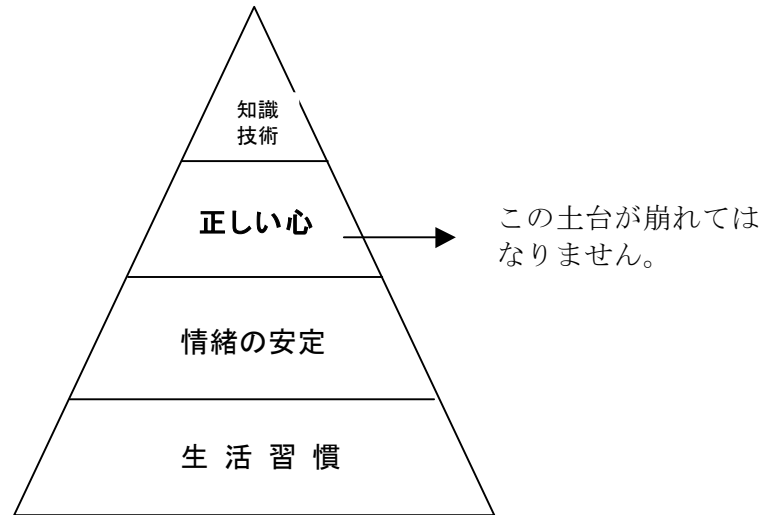 知識
技術
正しい心
この土台が崩れては
なりません。
情緒の安定
生活習慣